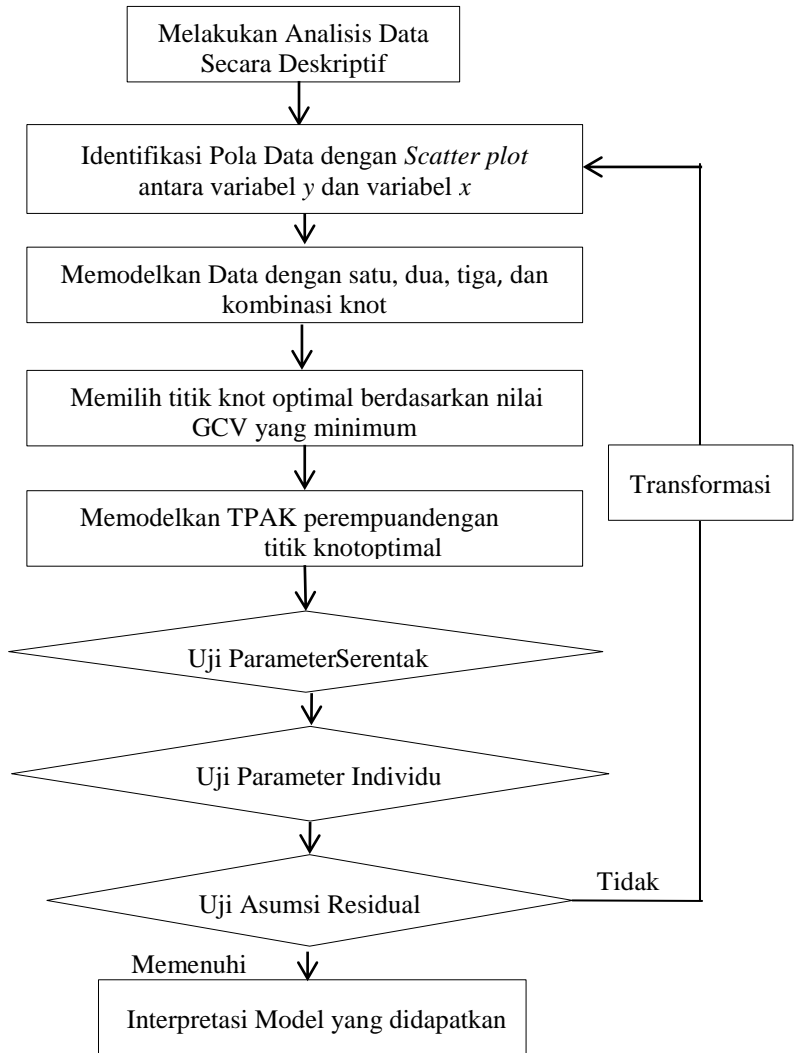 Melakukan Analisis Data
Secara Deskriptif
Identifikasi Pola Data dengan Scatter plot
antara variabel y dan variabel x
Memodelkan Data dengan satu, dua, tiga, dan
kombinasi knot
Memilih titik knot optimal berdasarkan nilai
GCV yang minimum
Transformasi
Memodelkan TPAK perempuandengan
titik knotoptimal
Uji ParameterSerentak
Uji Parameter Individu
Uji Asumsi Residual
Tidak
Memenuhi
Interpretasi Model yang didapatkan